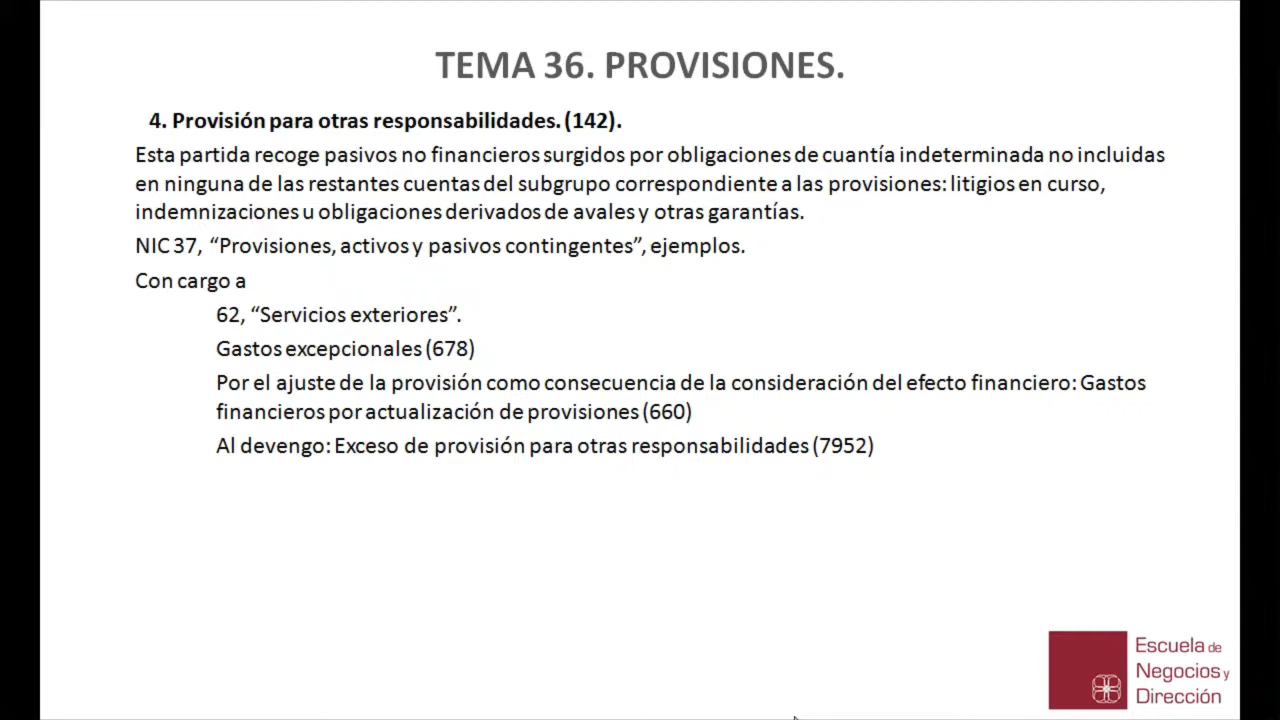 TEMA 36. PROVISIONES.
4. Provisión para otras responsabilidades. (142).
Esta partida recoge pasivos no financieros surgidos por obligaciones de cuantía indeterminada no incluidas
en ninguna de las restantes cuentas del subgrupo correspondiente a las provisiones: litigios en curso,
indemnizaciones u obligaciones derivados de avales y otras garantías.
NIC 37, “Provisiones, activos y pasivos contingentes”, ejemplos.
Con cargo a
62, “Servicios exteriores”.
Gastos excepcionales (678)
Por el ajuste de la provisión como consecuencia de la consideración del efecto financiero: Gastos
financieros por actualización de provisiones (660)
Al devengo: Exceso de provisión para otras responsabilidades (7952)
Escuela de
Negocios y
Dirección